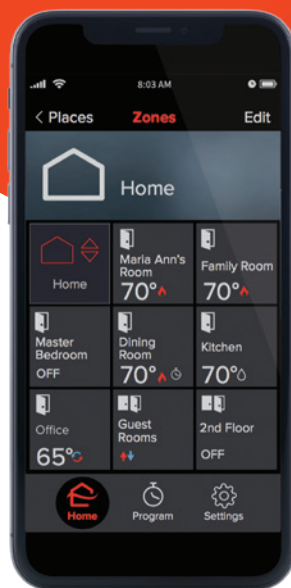 8:03 AM
< Places Zones Edit
Home
Home
Maria Ann's
Room
70°
Family Room
70°
Master
Bedroom
OFF
Dining
Room
70°
Kitchen
70°
Office
65°
Guest
Rooms
2nd Floor
OFF
Home Program Settings